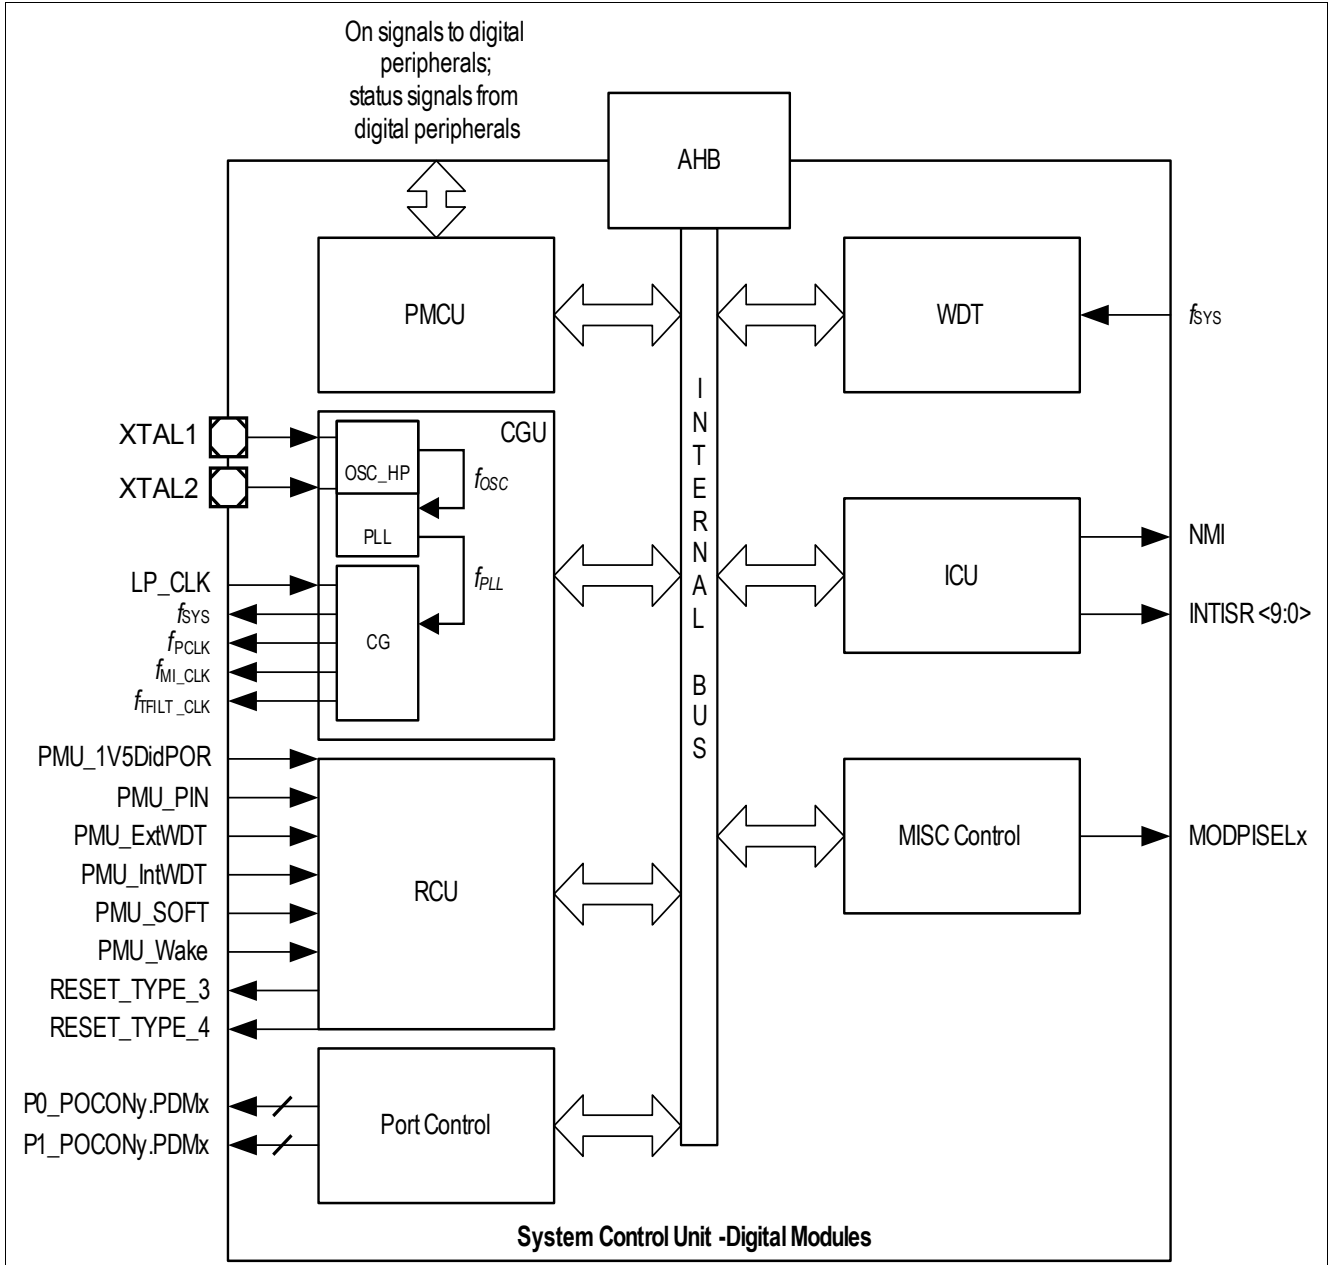 On signals to digital
peripherals;
status signals from
digital peripherals
AHB
PMCU
WDT
fSYS
INTERNAL BUS
XTAL1
XTAL2
CGU
OSC_HP
fOSC
PLL
fPLL
LP_CLK
fSYS
fPCLK
fMI_CLK
fTFILT_CLK
CG
ICU
NMI
INTISR <9:0>
PMU_1V5DidPOR
PMU_PIN
PMU_ExtWDT
PMU_IntWDT
PMU_SOFT
PMU_Wake
RESET_TYPE_3
RESET_TYPE_4
RCU
MISC Control
MODPISELx
P0_POCONy.PDMx
P1_POCONy.PDMx
Port Control
System Control Unit -Digital Modules